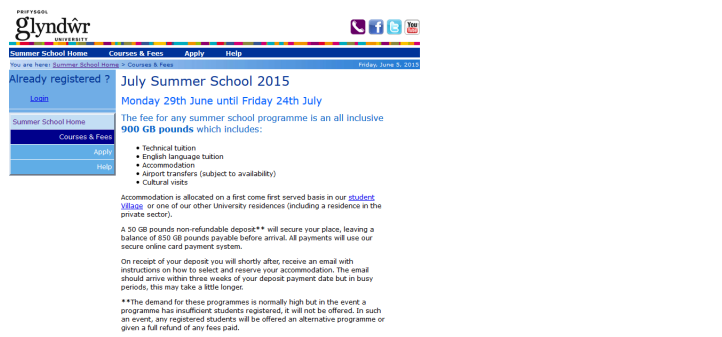 PRIFYSGOL
glyndŵr
UNIVERSITY
You Tube
Summer School Home Courses & Fees Apply Help
You are here: Summer School Home > Courses & Fees Friday, June 5, 2015
Already registered ?
Login
Summer School Home
Courses & Fees
Apply
Help
July Summer School 2015
Monday 29th June until Friday 24th July
The fee for any summer school programme is an all inclusive
900 GB pounds which includes:
• Technical tuition
• English language tuition
• Accommodation
• Airport transfers (subject to availability)
• Cultural visits
Accommodation is allocated on a first come first served basis in our student
Village or one of our other University residences (including a residence in the
private sector).
A 50 GB pounds non-refundable deposit** will secure your place, leaving a
balance of 850 GB pounds payable before arrival. All payments will use our
secure online card payment system.
On receipt of your deposit you will shortly after, receive an email with
instructions on how to select and reserve your accommodation. The email
should arrive within three weeks of your deposit payment date but in busy
periods, this may take a little longer.
**The demand for these programmes is normally high but in the event a
programme has insufficient students registered, it will not be offered. In such
an event, any registered students will be offered an alternative programme or
given a full refund of any fees paid.